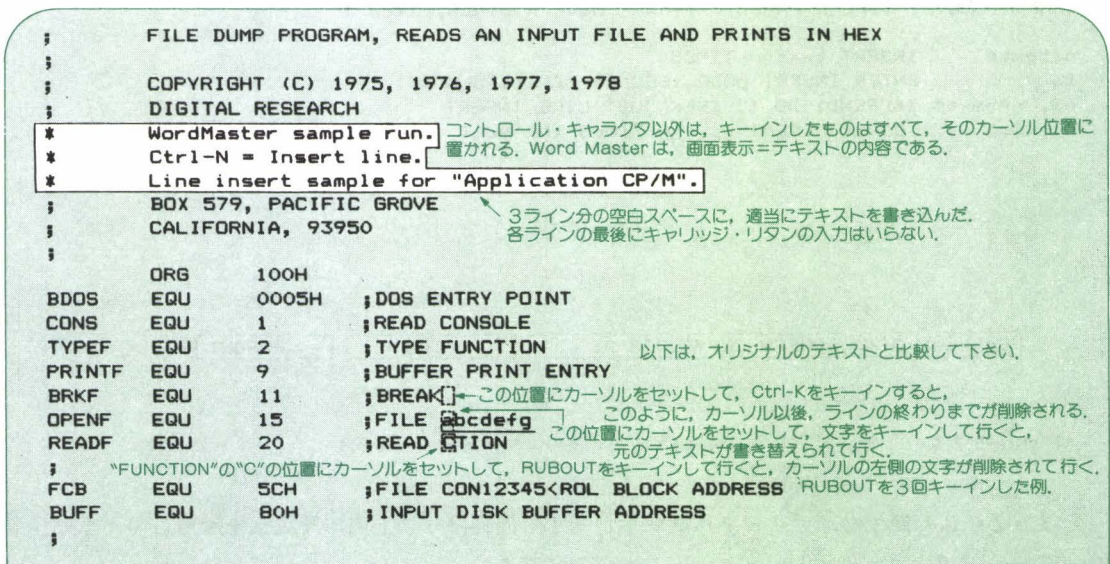 ;       FILE DUMP PROGRAM, READS AN INPUT FILE AND PRINTS IN HEX
;
;       COPYRIGHT (C) 1975, 1976, 1977, 1978
;       DIGITAL RESEARCH
*       WordMaster sample run.
コントロール・キャラクタ以外は，キーインしたものはすべて，そのカーソル位置に
置かれる．Word Masterは，画面表示＝テキストの内容である．
*       Ctrl-N = Insert line.
*       Line insert sample for "Application CP/M".
;       BOX 579, PACIFIC GROVE
3ライン分の空白スペースに，適当にテキストを書き込んだ．
;       CALIFORNIA, 93950
各ラインの最後にキャリッジ・リタンの入力はいらない．
;
        ORG     100H
BDOS    EQU     0005H   ;DOS ENTRY POINT
CONS    EQU     1       ;READ CONSOLE
TYPEF   EQU     2       ;TYPE FUNCTION
以下は，オリジナルのテキストと比較して下さい．
PRINTF  EQU     9       ;BUFFER PRINT ENTRY
BRKF    EQU     11      ;BREAK
この位置にカーソルをセットして，Ctrl-Kをキーインすると，
このように，カーソル以後，ラインの終わりまでが削除される．
OPENF   EQU     15      ;FILE abcdefg
この位置にカーソルをセットして，文字をキーインして行くと，
元のテキストが書き替えられて行く．
READF   EQU     20      ;READ CTION
;
"FUNCTION"の"C"の位置にカーソルをセットして，RUBOUTをキーインして行くと，カーソルの左側の文字が削除されて行く．
RUBOUTを3回キーインした例．
FCB     EQU     5CH     ;FILE CON12345<ROL BLOCK ADDRESS
BUFF    EQU     80H     ;INPUT DISK BUFFER ADDRESS
;